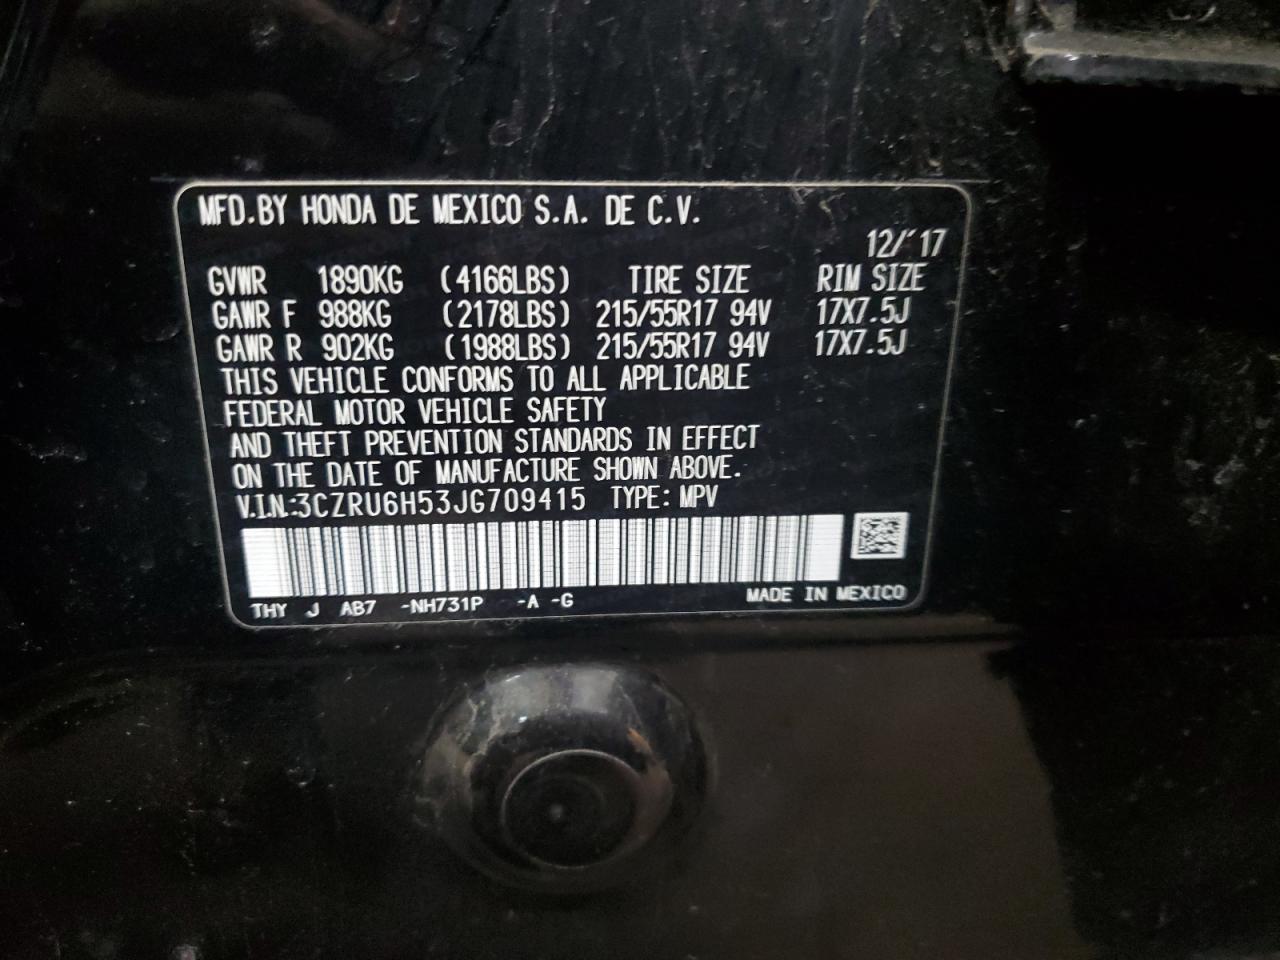 MFD.BY HONDA DE MEXICO S.A. DE C.V.
12/'17
GVWR 1890KG (4166LBS) TIRE SIZE RIM SIZE
GAWR F 988KG (2178LBS) 215/55R17 94V 17X7.5J
GAWR R 902KG (1988LBS) 215/55R17 94V 17X7.5J
THIS VEHICLE CONFORMS TO ALL APPLICABLE
FEDERAL MOTOR VEHICLE SAFETY
AND THEFT PREVENTION STANDARDS IN EFFECT
ON THE DATE OF MANUFACTURE SHOWN ABOVE.
V.I.N.:3CZRU6H53JG709415 TYPE: MPV
THY J AB7 -NH731P -A -G MADE IN MEXICO